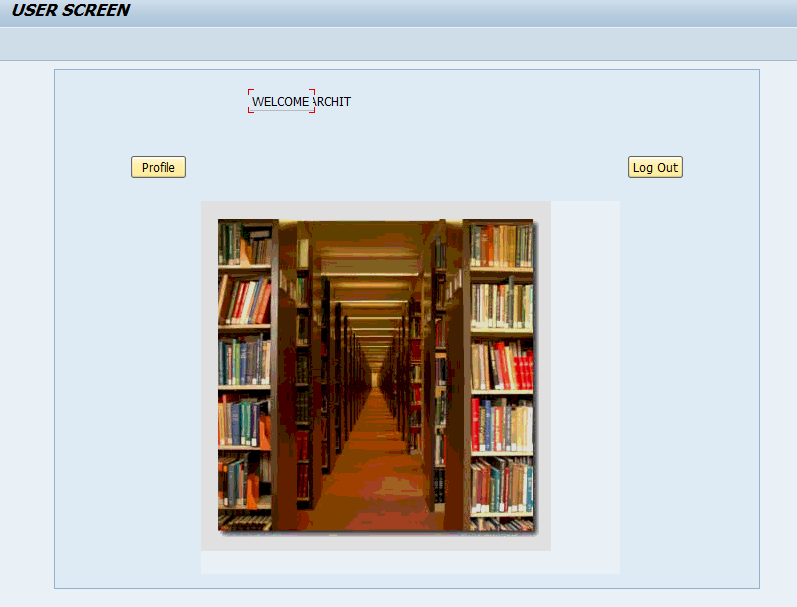 USER SCREEN
WELCOME ARCHIT
Profile
Log Out